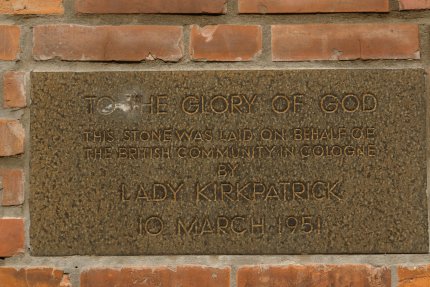 TO THE GLORY OF GOD
THIS STONE WAS LAID ON BEHALF OF
THE BRITISH COMMUNITY IN COLOGNE
BY
LADY KIRKPATRICK
10 MARCH 1951